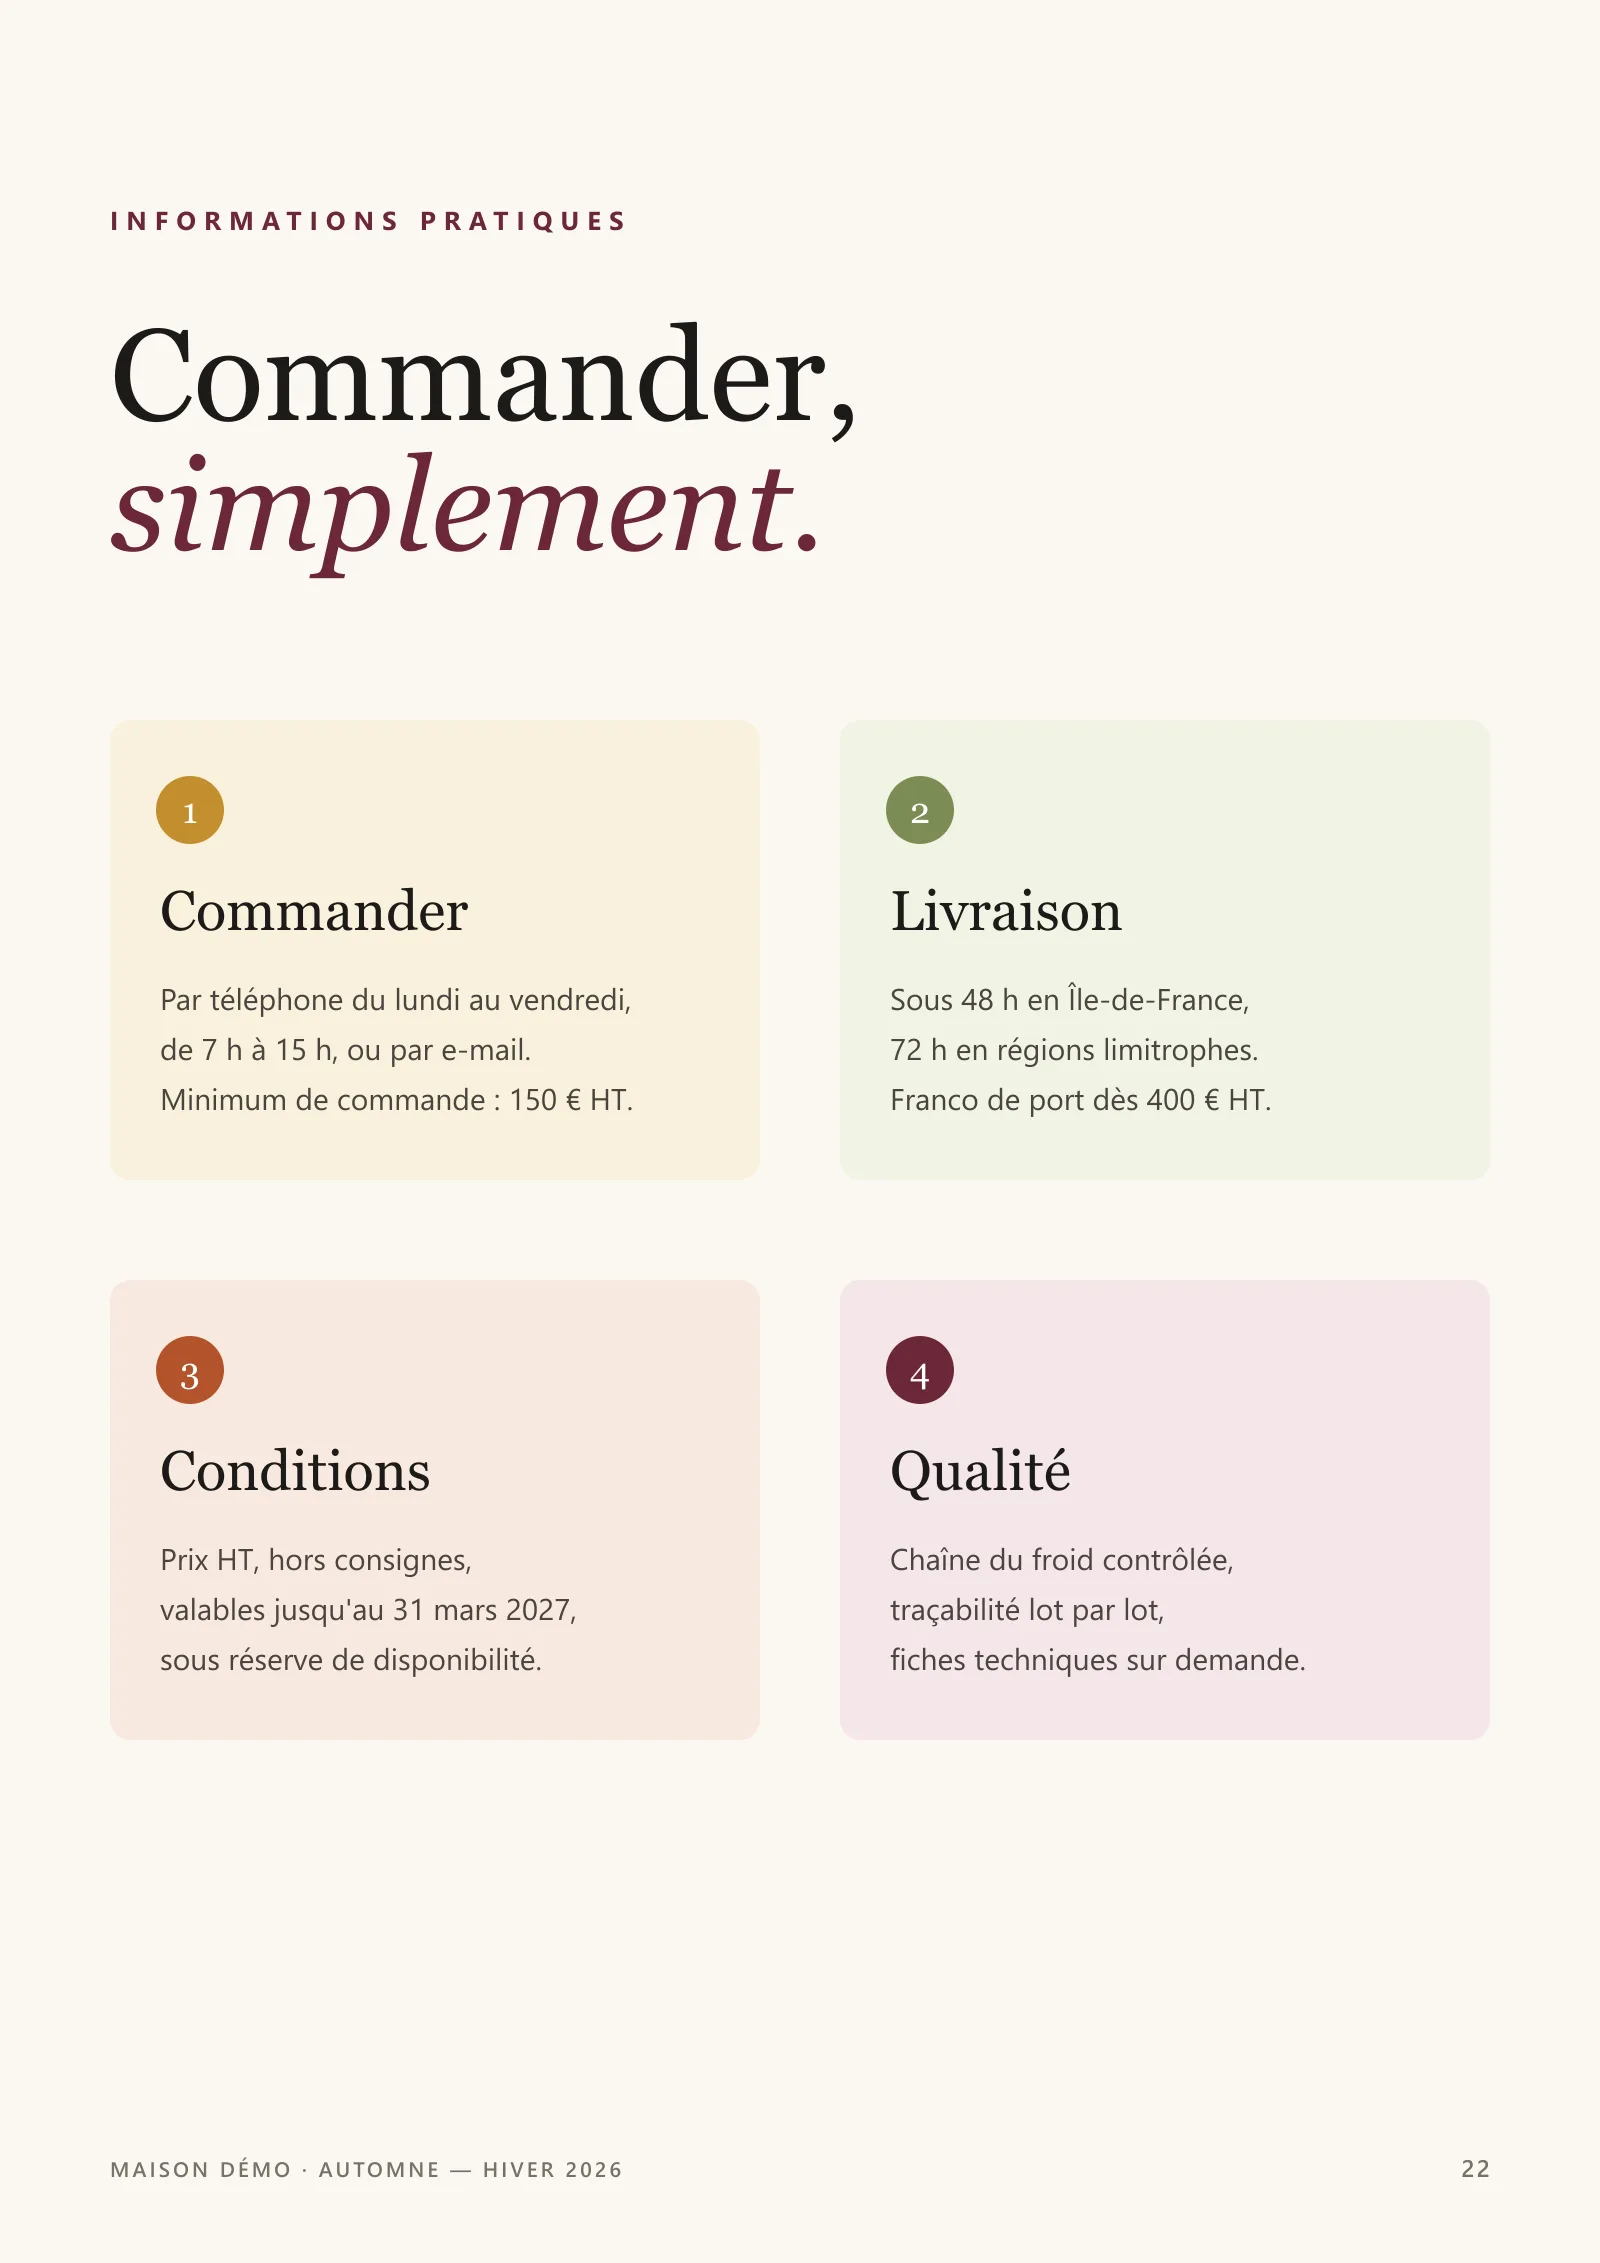 INFORMATIONS PRATIQUES
Commander,
simplement.
1
Commander
Par téléphone du lundi au vendredi,
de 7 h à 15 h, ou par e-mail.
Minimum de commande : 150 € HT.
2
Livraison
Sous 48 h en Île-de-France,
72 h en régions limitrophes.
Franco de port dès 400 € HT.
3
Conditions
Prix HT, hors consignes,
valables jusqu'au 31 mars 2027,
sous réserve de disponibilité.
4
Qualité
Chaîne du froid contrôlée,
traçabilité lot par lot,
fiches techniques sur demande.
MAISON DÉMO · AUTOMNE — HIVER 2026
22